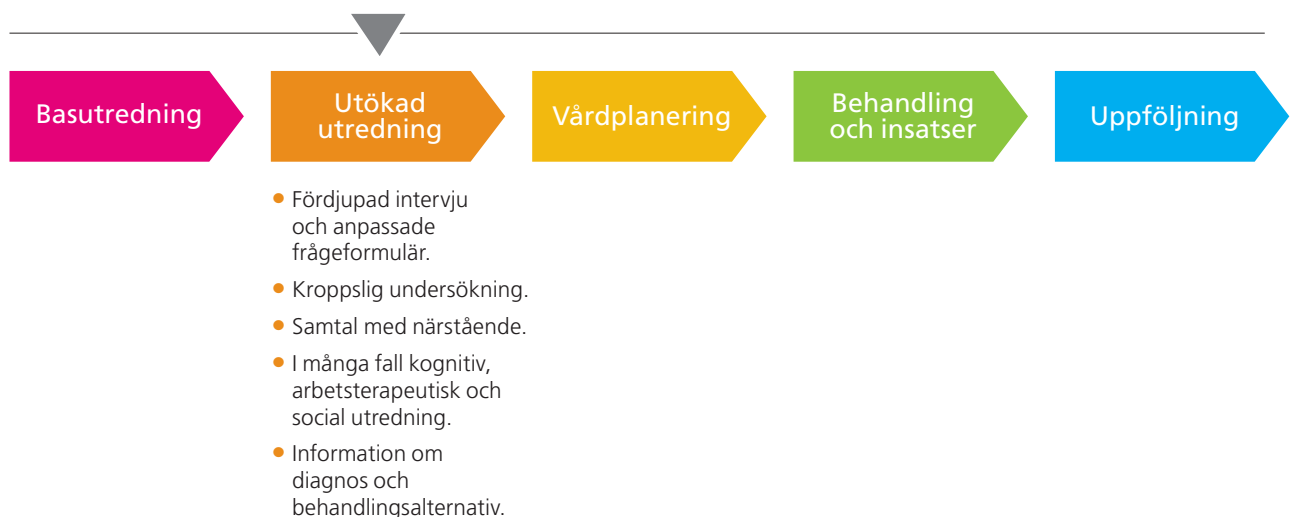 Basutredning
Utökad
utredning
Vårdplanering
Behandling
och insatser
Uppföljning
• Fördjupad intervju
och anpassade
frågeformulär.
• Kroppslig undersökning.
• Samtal med närstående.
• I många fall kognitiv,
arbetsterapeutisk och
social utredning.
• Information om
diagnos och
behandlingsalternativ.